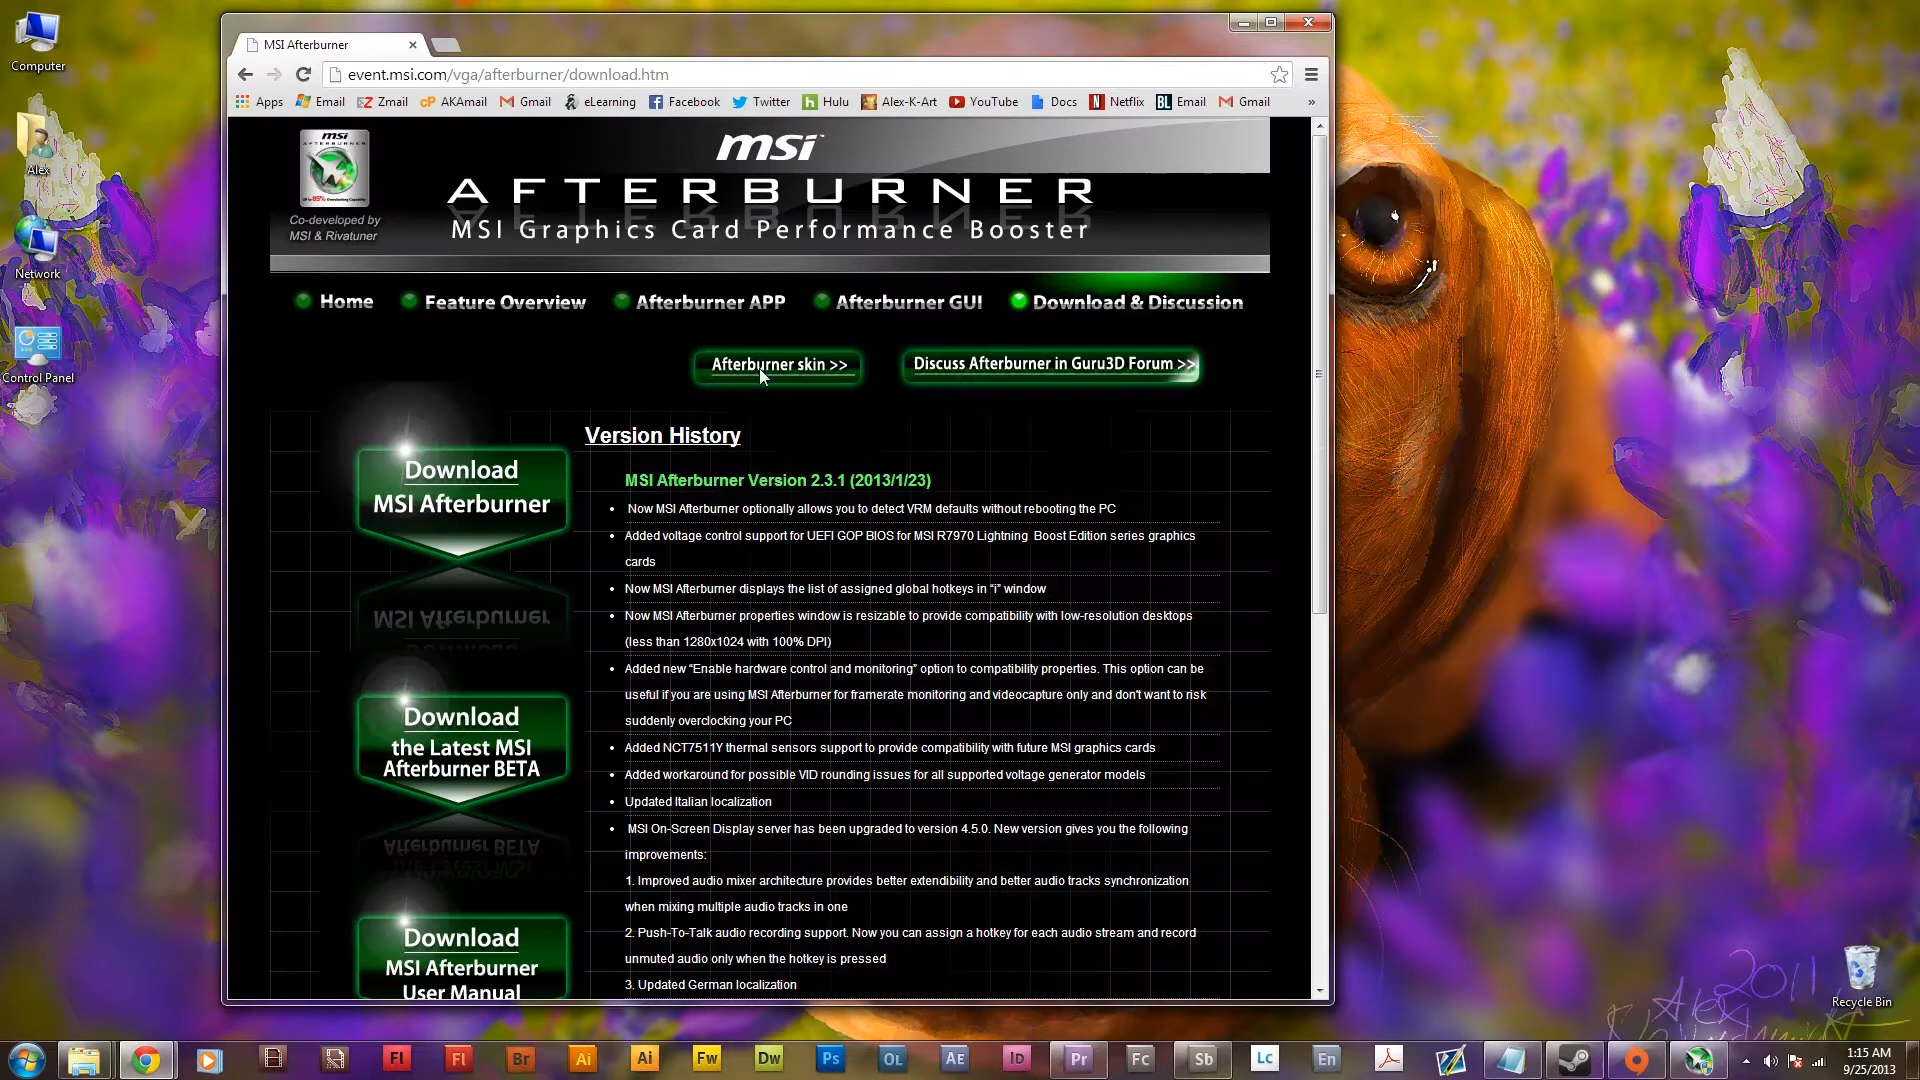 Computer
Alex
Network
Control Panel
Recycle Bin
MSI Afterburner
event.msi.com/vga/afterburner/download.htm
Apps Email Zmail AKAmail Gmail eLearning Facebook Twitter Hulu Alex-K-Art YouTube Docs Netflix Email Gmail »
msi
AFTERBURNER
Co-developed by
MSI & Rivatuner
msi
AFTERBURNER
MSI Graphics Card Performance Booster
Home Feature Overview Afterburner APP Afterburner GUI Download & Discussion
Afterburner skin >> Discuss Afterburner in Guru3D Forum >>
Download
MSI Afterburner
Download
the Latest MSI
Afterburner BETA
Download
MSI Afterburner
User Manual
Version History
MSI Afterburner Version 2.3.1 (2013/1/23)
• Now MSI Afterburner optionally allows you to detect VRM defaults without rebooting the PC
• Added voltage control support for UEFI GOP BIOS for MSI R7970 Lightning Boost Edition series graphics
cards
• Now MSI Afterburner displays the list of assigned global hotkeys in “i” window
• Now MSI Afterburner properties window is resizable to provide compatibility with low-resolution desktops
(less than 1280x1024 with 100% DPI)
• Added new “Enable hardware control and monitoring” option to compatibility properties. This option can be
useful if you are using MSI Afterburner for framerate monitoring and videocapture only and don't want to risk
suddenly overclocking your PC
• Added NCT7511Y thermal sensors support to provide compatibility with future MSI graphics cards
• Added workaround for possible VID rounding issues for all supported voltage generator models
• Updated Italian localization
• MSI On-Screen Display server has been upgraded to version 4.5.0. New version gives you the following
improvements:
1. Improved audio mixer architecture provides better extendibility and better audio tracks synchronization
when mixing multiple audio tracks in one
2. Push-To-Talk audio recording support. Now you can assign a hotkey for each audio stream and record
unmuted audio only when the hotkey is pressed
3. Updated German localization
2011
Alex
Fl Fl Br Ai Ai Fw Dw Ps OL AE ID Pr Fc Sb Lc En
1:15 AM
9/25/2013